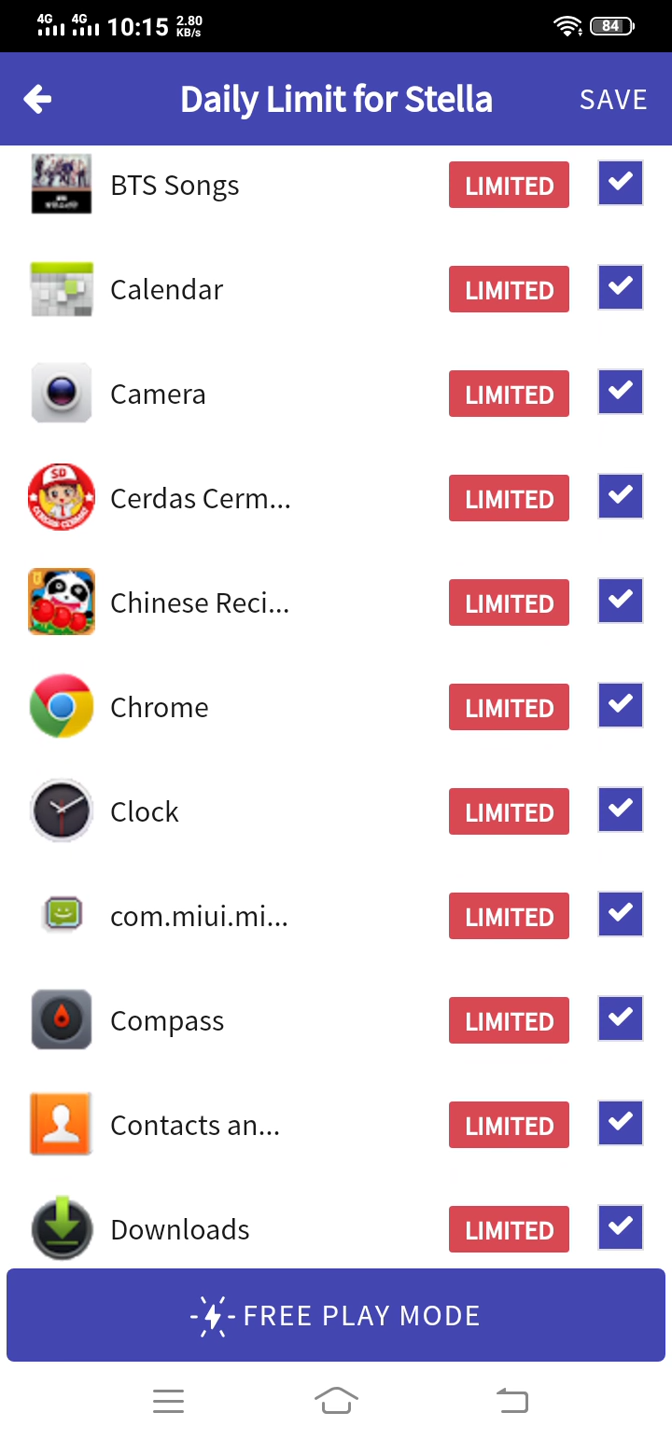 4G 4G 10:15 2.80 KB/s 84
Daily Limit for Stella SAVE
BTS Songs LIMITED
Calendar LIMITED
Camera LIMITED
SD
Cerdas Cerm... LIMITED
Chinese Reci... LIMITED
Chrome LIMITED
Clock LIMITED
com.miui.mi... LIMITED
Compass LIMITED
Contacts an... LIMITED
Downloads LIMITED
FREE PLAY MODE